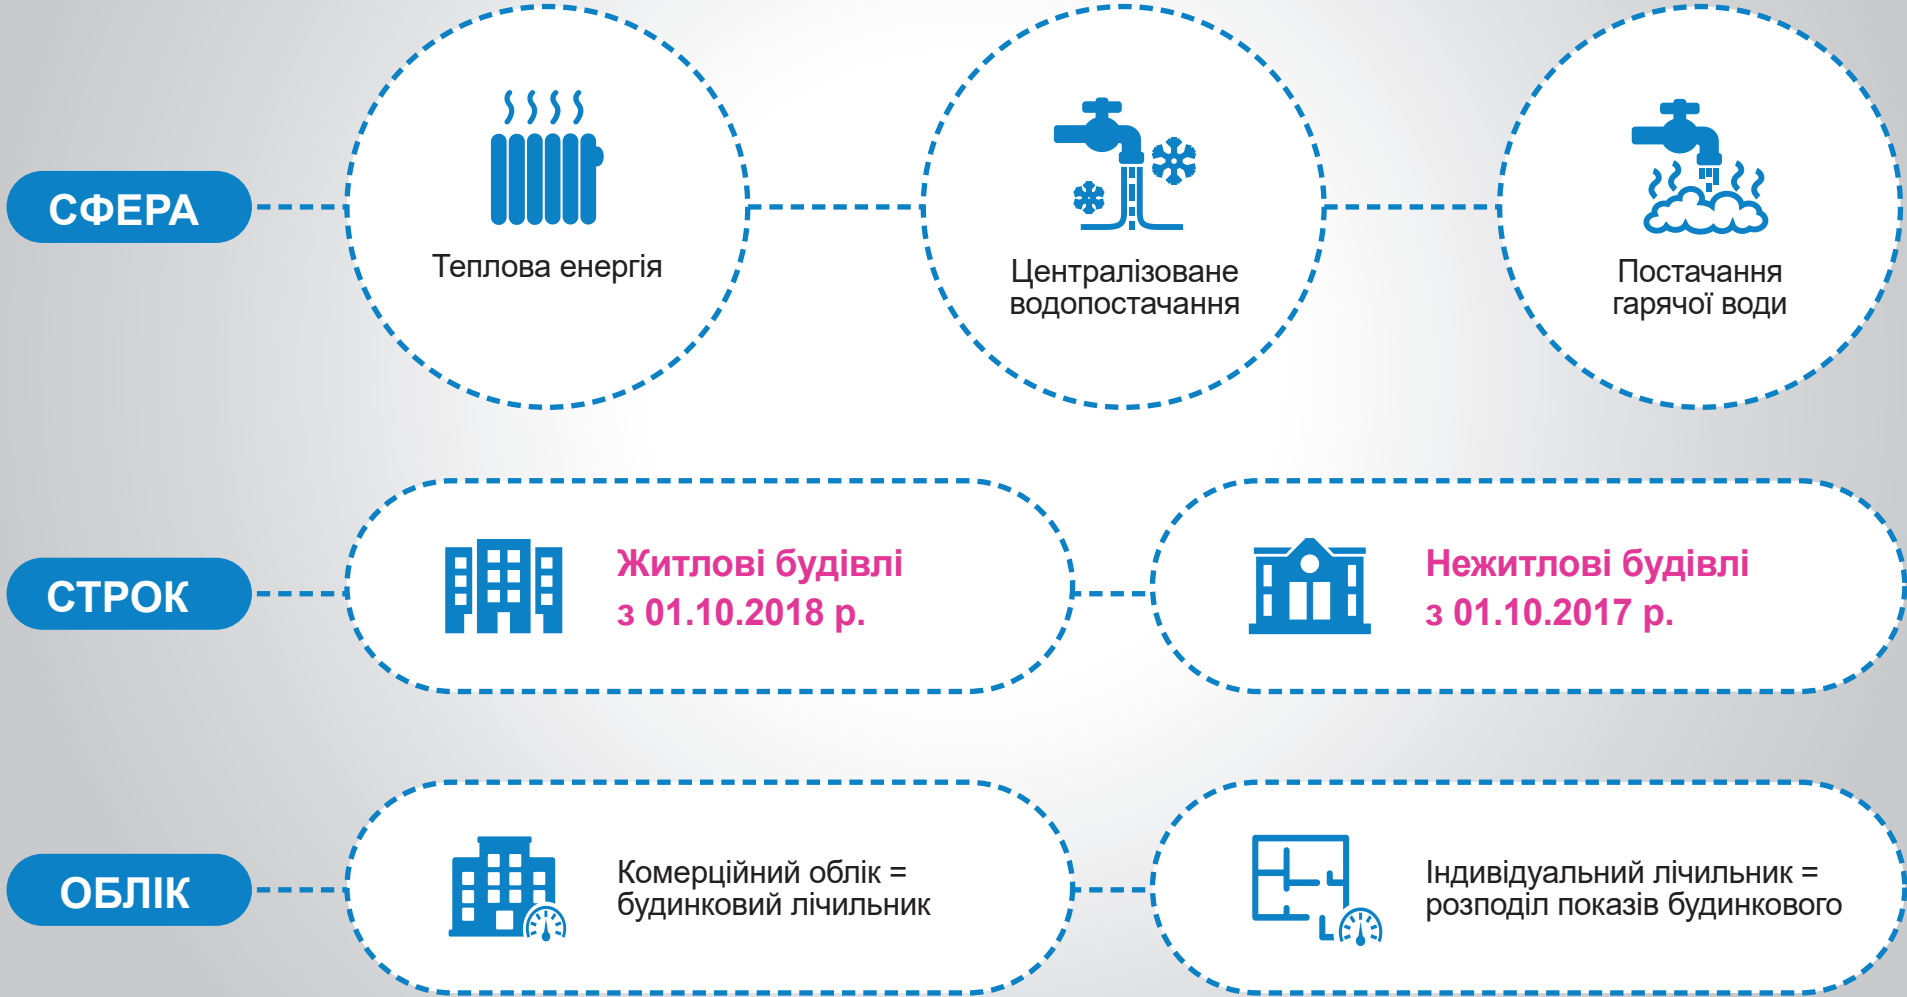 СФЕРА
Теплова енергія
Централізоване
водопостачання
Постачання
гарячої води
СТРОК
Житлові будівлі
з 01.10.2018 р.
Нежитлові будівлі
з 01.10.2017 р.
ОБЛІК
Комерційний облік =
будинковий лічильник
Індивідуальний лічильник =
розподіл показів будинкового